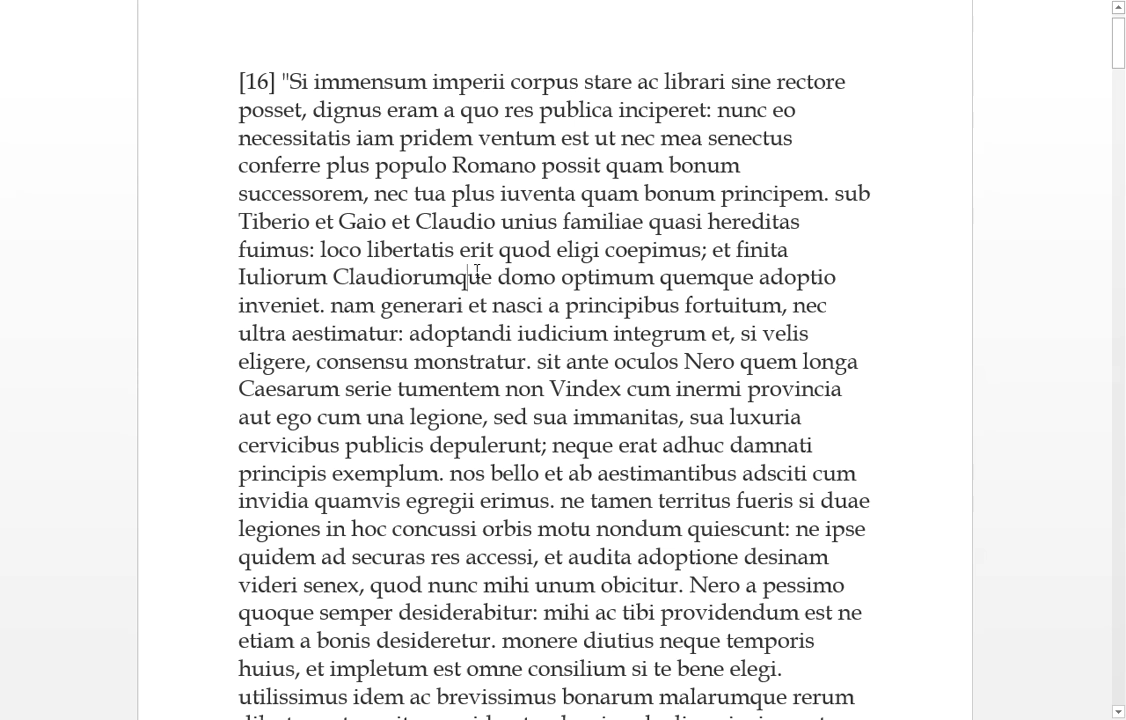 [16] "Si immensum imperii corpus stare ac librari sine rectore
posset, dignus eram a quo res publica inciperet: nunc eo
necessitatis iam pridem ventum est ut nec mea senectus
conferre plus populo Romano possit quam bonum
successorem, nec tua plus iuventa quam bonum principem. sub
Tiberio et Gaio et Claudio unius familiae quasi hereditas
fuimus: loco libertatis erit quod eligi coepimus; et finita
Iuliorum Claudiorumque domo optimum quemque adoptio
inveniet. nam generari et nasci a principibus fortuitum, nec
ultra aestimatur: adoptandi iudicium integrum et, si velis
eligere, consensu monstratur. sit ante oculos Nero quem longa
Caesarum serie tumentem non Vindex cum inermi provincia
aut ego cum una legione, sed sua immanitas, sua luxuria
cervicibus publicis depulerunt; neque erat adhuc damnati
principis exemplum. nos bello et ab aestimantibus adsciti cum
invidia quamvis egregii erimus. ne tamen territus fueris si duae
legiones in hoc concussi orbis motu nondum quiescunt: ne ipse
quidem ad securas res accessi, et audita adoptione desinam
videri senex, quod nunc mihi unum obicitur. Nero a pessimo
quoque semper desiderabitur: mihi ac tibi providendum est ne
etiam a bonis desideretur. monere diutius neque temporis
huius, et impletum est omne consilium si te bene elegi.
utilissimus idem ac brevissimus bonarum malarumque rerum